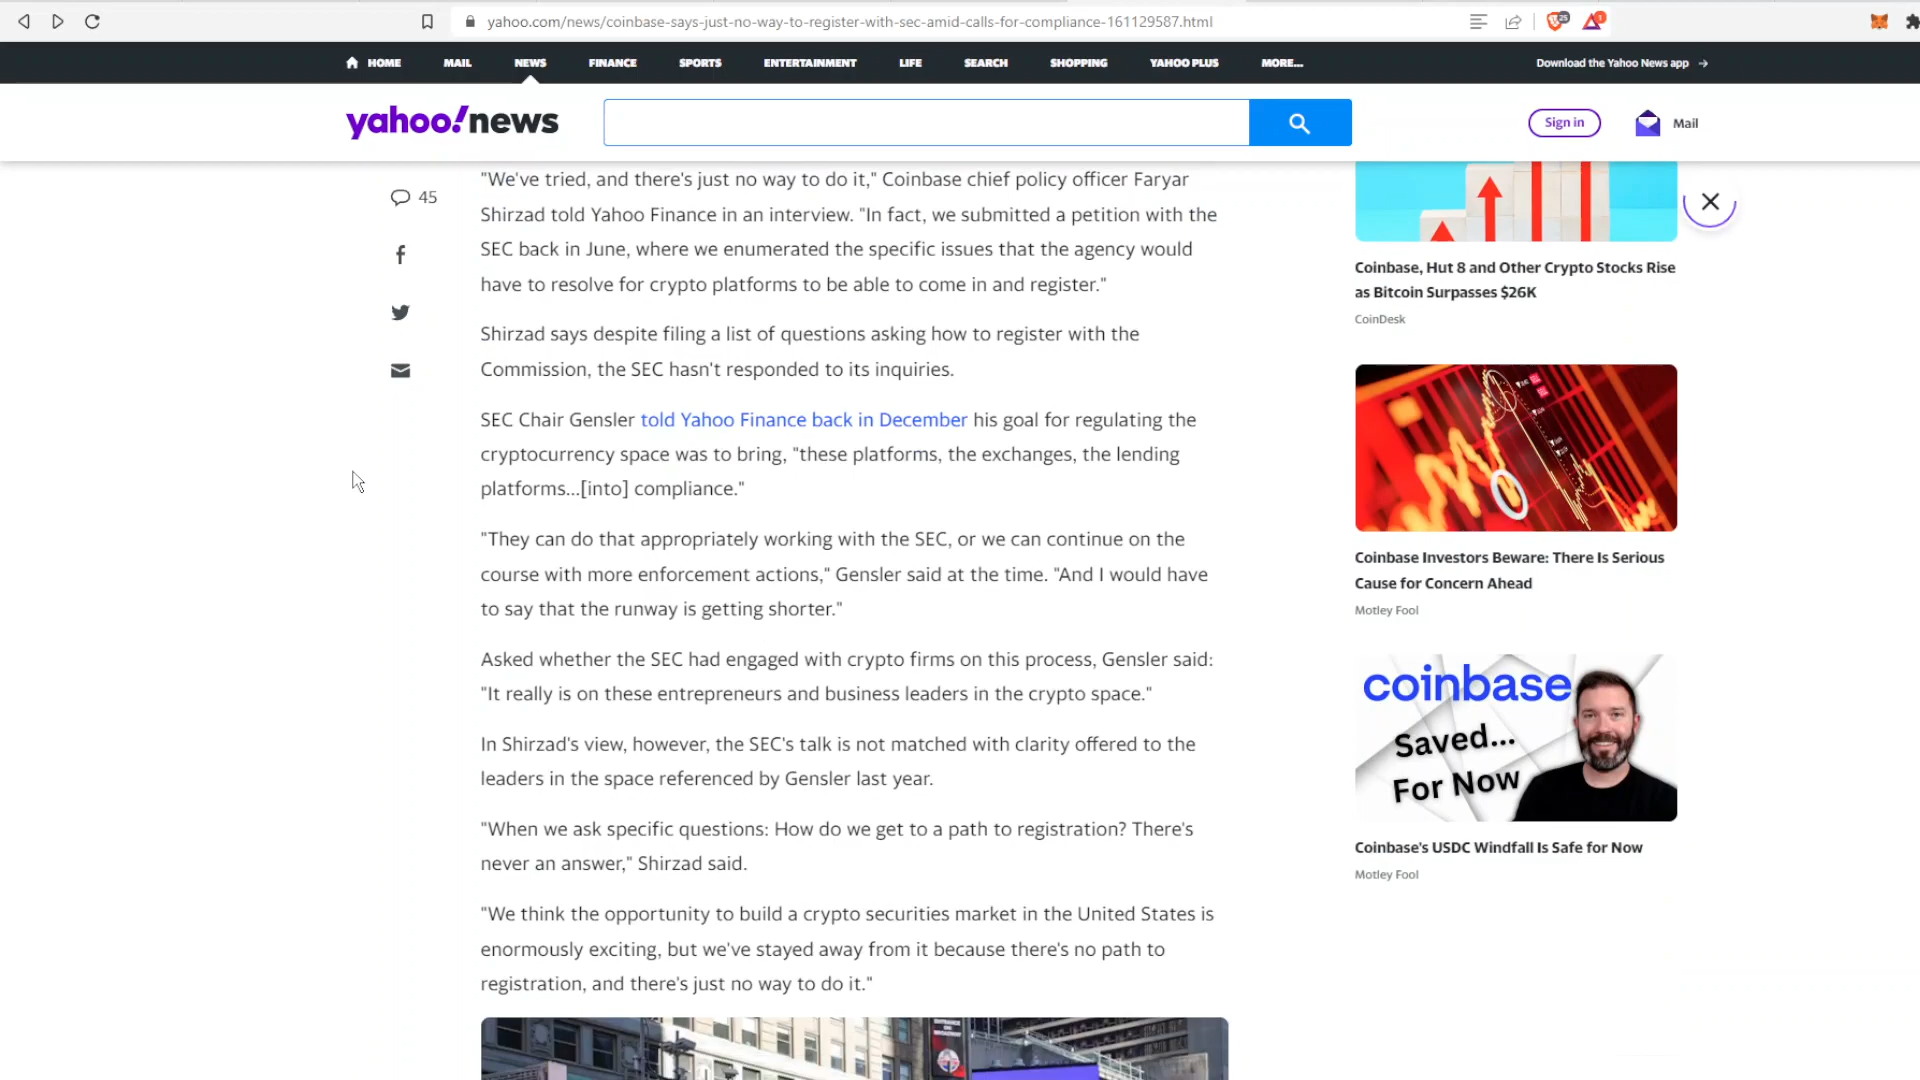 yahoo.com/news/coinbase-says-just-no-way-to-register-with-sec-amid-calls-for-compliance-161129587.html
25
1
HOME
MAIL
NEWS
FINANCE
SPORTS
ENTERTAINMENT
LIFE
SEARCH
SHOPPING
YAHOO PLUS
MORE...
Download the Yahoo News app →
yahoo!news
Sign in
Mail
45
"We've tried, and there's just no way to do it," Coinbase chief policy officer Faryar
Shirzad told Yahoo Finance in an interview. "In fact, we submitted a petition with the
SEC back in June, where we enumerated the specific issues that the agency would
have to resolve for crypto platforms to be able to come in and register."
Shirzad says despite filing a list of questions asking how to register with the
Commission, the SEC hasn't responded to its inquiries.
SEC Chair Gensler told Yahoo Finance back in December his goal for regulating the
cryptocurrency space was to bring, "these platforms, the exchanges, the lending
platforms...[into] compliance."
"They can do that appropriately working with the SEC, or we can continue on the
course with more enforcement actions," Gensler said at the time. "And I would have
to say that the runway is getting shorter."
Asked whether the SEC had engaged with crypto firms on this process, Gensler said:
"It really is on these entrepreneurs and business leaders in the crypto space."
In Shirzad's view, however, the SEC's talk is not matched with clarity offered to the
leaders in the space referenced by Gensler last year.
"When we ask specific questions: How do we get to a path to registration? There's
never an answer," Shirzad said.
"We think the opportunity to build a crypto securities market in the United States is
enormously exciting, but we've stayed away from it because there's no path to
registration, and there's just no way to do it."
Coinbase, Hut 8 and Other Crypto Stocks Rise
as Bitcoin Surpasses $26K
CoinDesk
Coinbase Investors Beware: There Is Serious
Cause for Concern Ahead
Motley Fool
coinbase
Saved...
For Now
Coinbase's USDC Windfall Is Safe for Now
Motley Fool